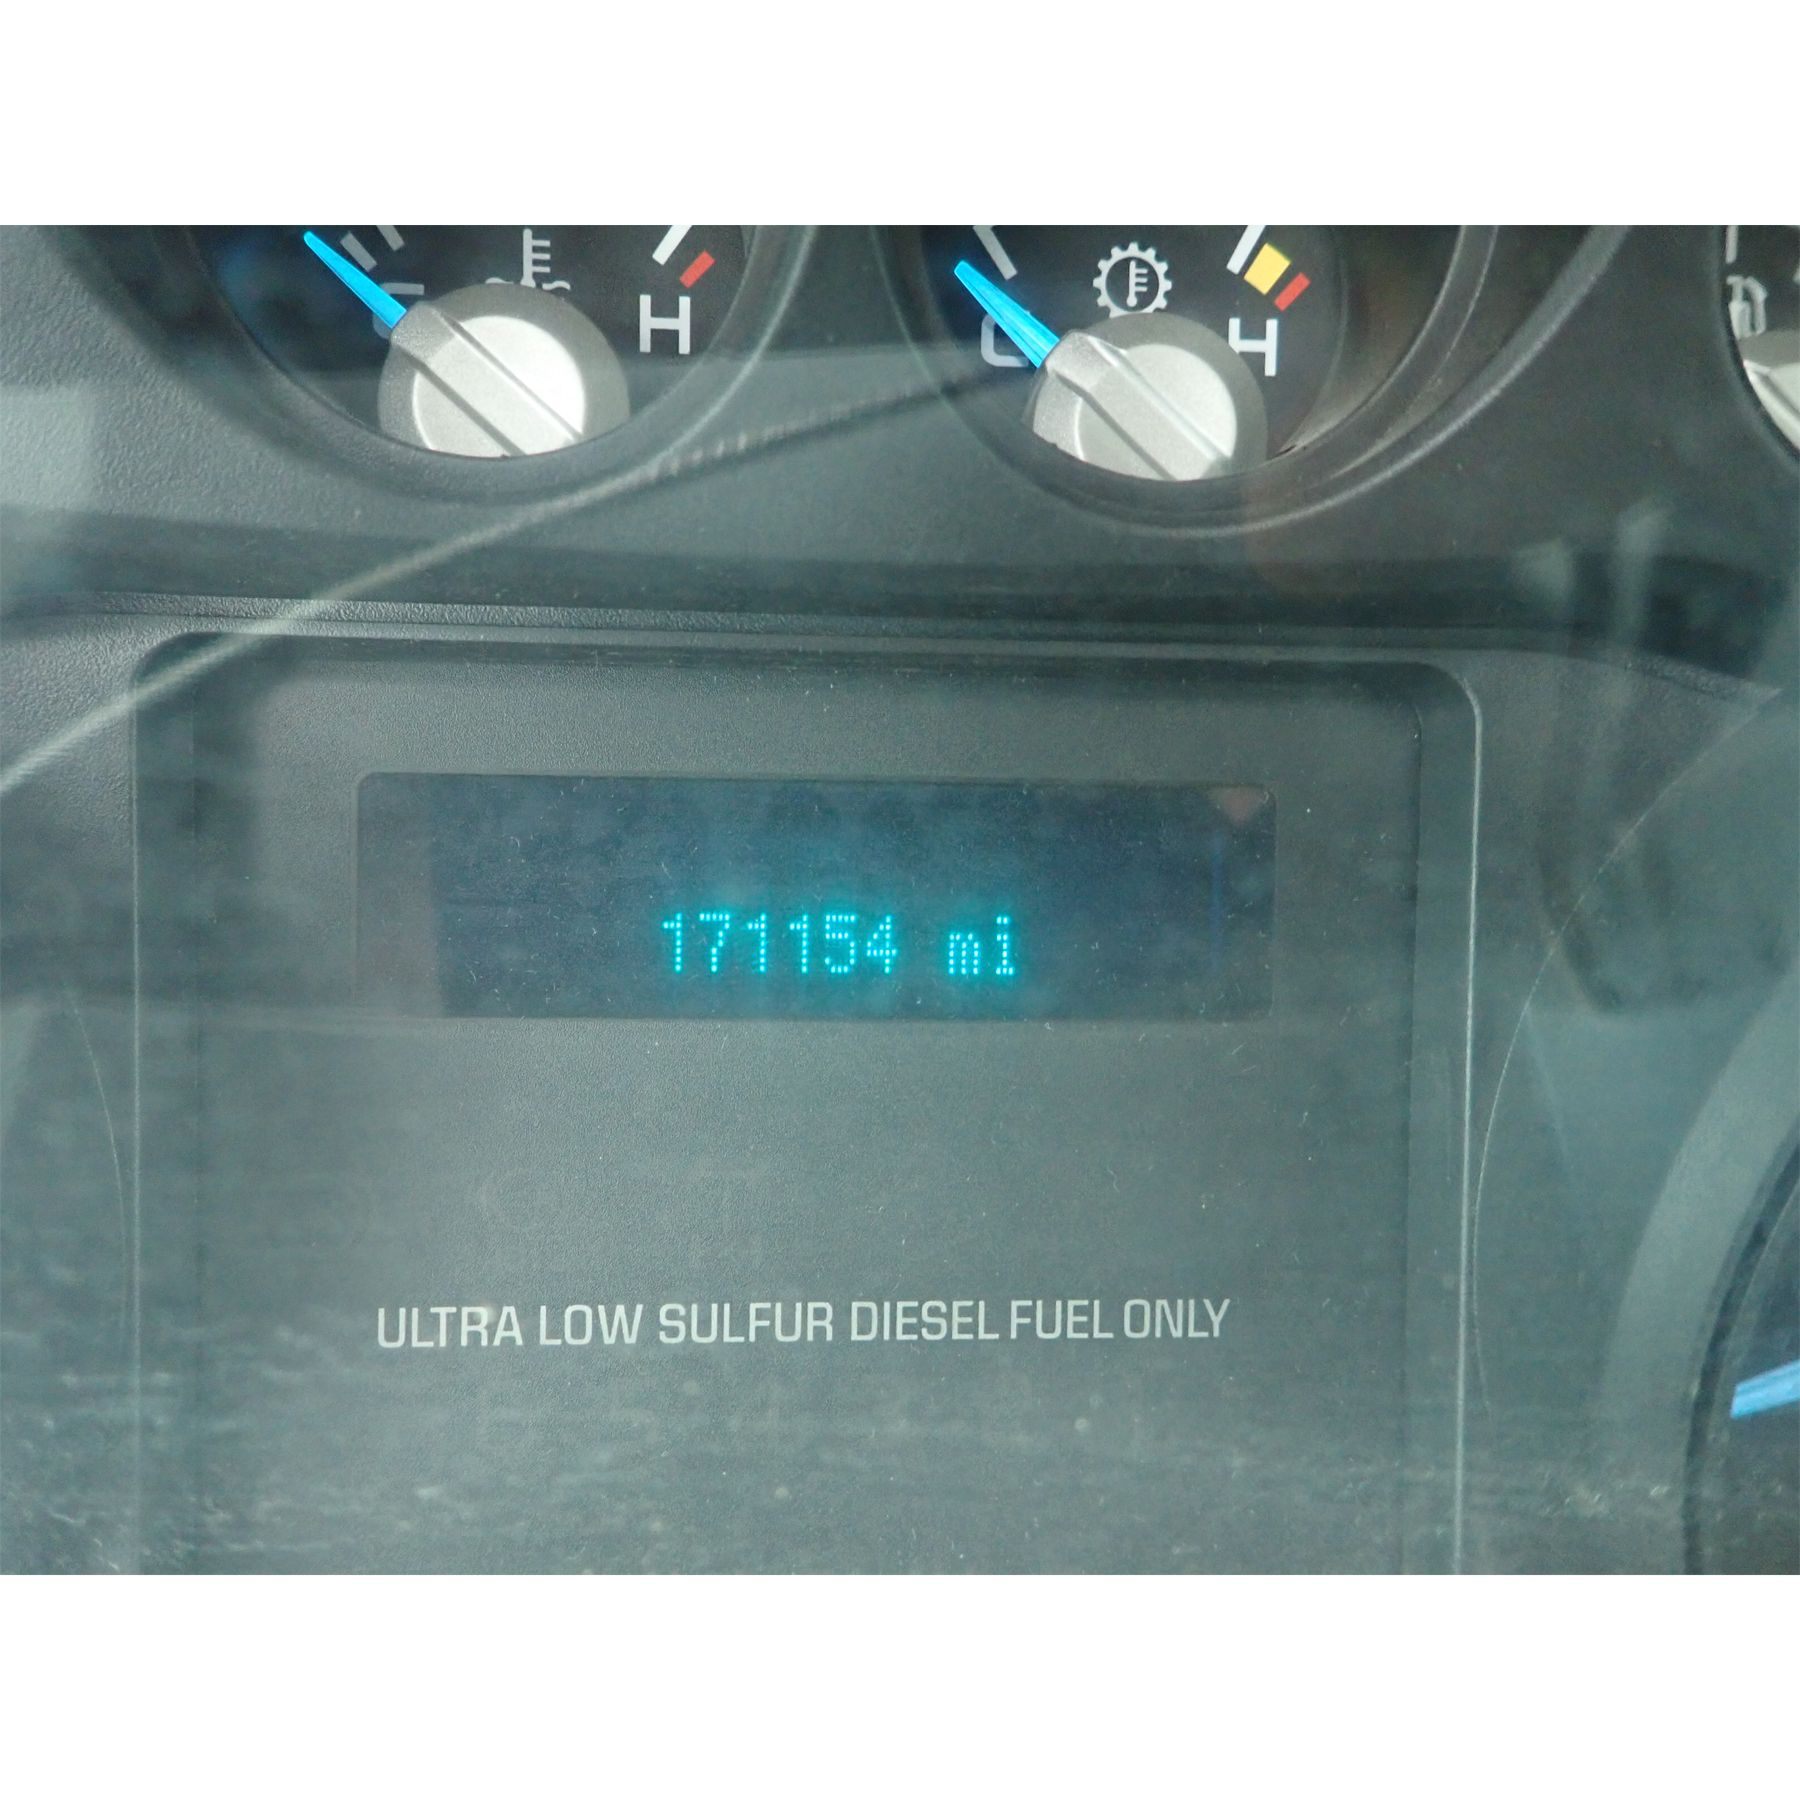 H
C H
171154 mi
ULTRA LOW SULFUR DIESEL FUEL ONLY